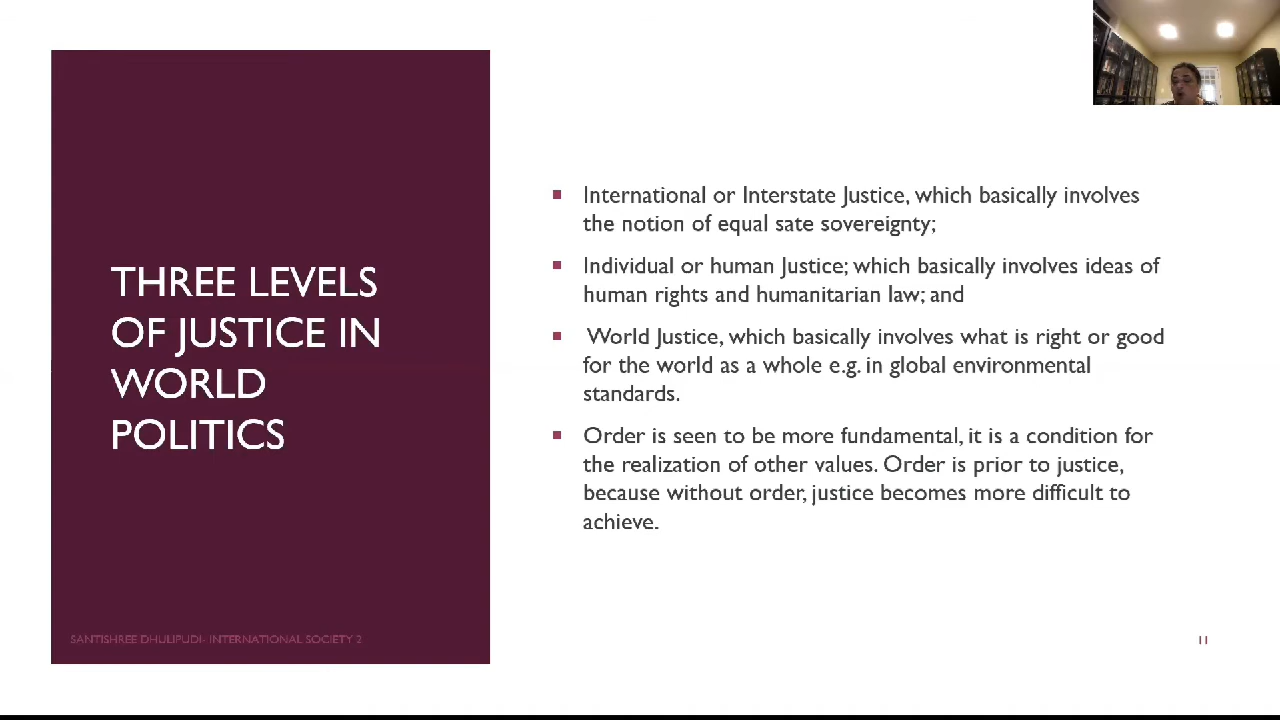 THREE LEVELS
OF JUSTICE IN
WORLD
POLITICS
International or Interstate Justice, which basically involves
the notion of equal sate sovereignty;
Individual or human Justice; which basically involves ideas of
human rights and humanitarian law; and
World Justice, which basically involves what is right or good
for the world as a whole e.g. in global environmental
standards.
Order is seen to be more fundamental, it is a condition for
the realization of other values. Order is prior to justice,
because without order, justice becomes more difficult to
achieve.
SANTISHREE DHULIPUDI- INTERNATIONAL SOCIETY 2
11